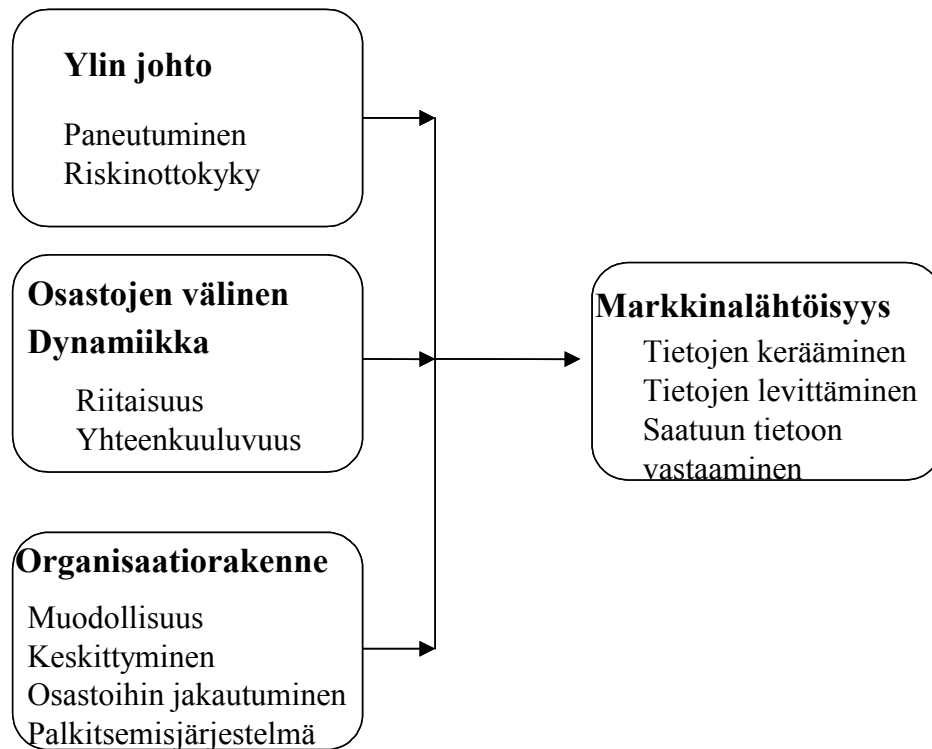 Ylin johto
Paneutuminen
Riskinottokyky
Osastojen välinen
Dynamiikka
Riitaisuus
Yhteenkuuluvuus
Organisaatiorakenne
Muodollisuus
Keskittyminen
Osastoihin jakautuminen
Palkitsemisjärjestelmä
Markkinalähtöisyys
Tietojen kerääminen
Tietojen levittäminen
Saatuun tietoon
vastaaminen